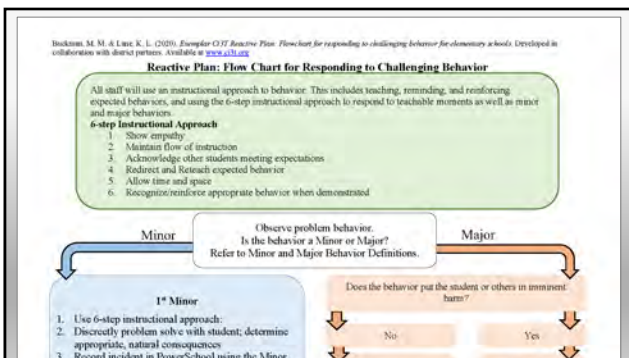 Buckman, M. M. & Lane, K. L. (2020). Exemplar Ci3T Reactive Plan: Flowchart for responding to challenging behavior for elementary schools. Developed in
collaboration with district partners. Available at www.ci3t.org
Reactive Plan: Flow Chart for Responding to Challenging Behavior
All staff will use an instructional approach to behavior. This includes teaching, reminding, and reinforcing
expected behaviors, and using the 6-step instructional approach to respond to teachable moments as well as minor
and major behaviors.
6-step Instructional Approach
1. Show empathy
2. Maintain flow of instruction
3. Acknowledge other students meeting expectations
4. Redirect and Reteach expected behavior
5. Allow time and space
6. Recognize/reinforce appropriate behavior when demonstrated
Minor
Observe problem behavior.
Is the behavior a Minor or Major?
Refer to Minor and Major Behavior Definitions.
Major
1st Minor
1. Use 6-step instructional approach:
2. Discreetly problem solve with student; determine
appropriate, natural consequences
3. Record incident in PowerSchool using the Minor
Does the behavior put the student or others in imminent
harm?
No
Yes